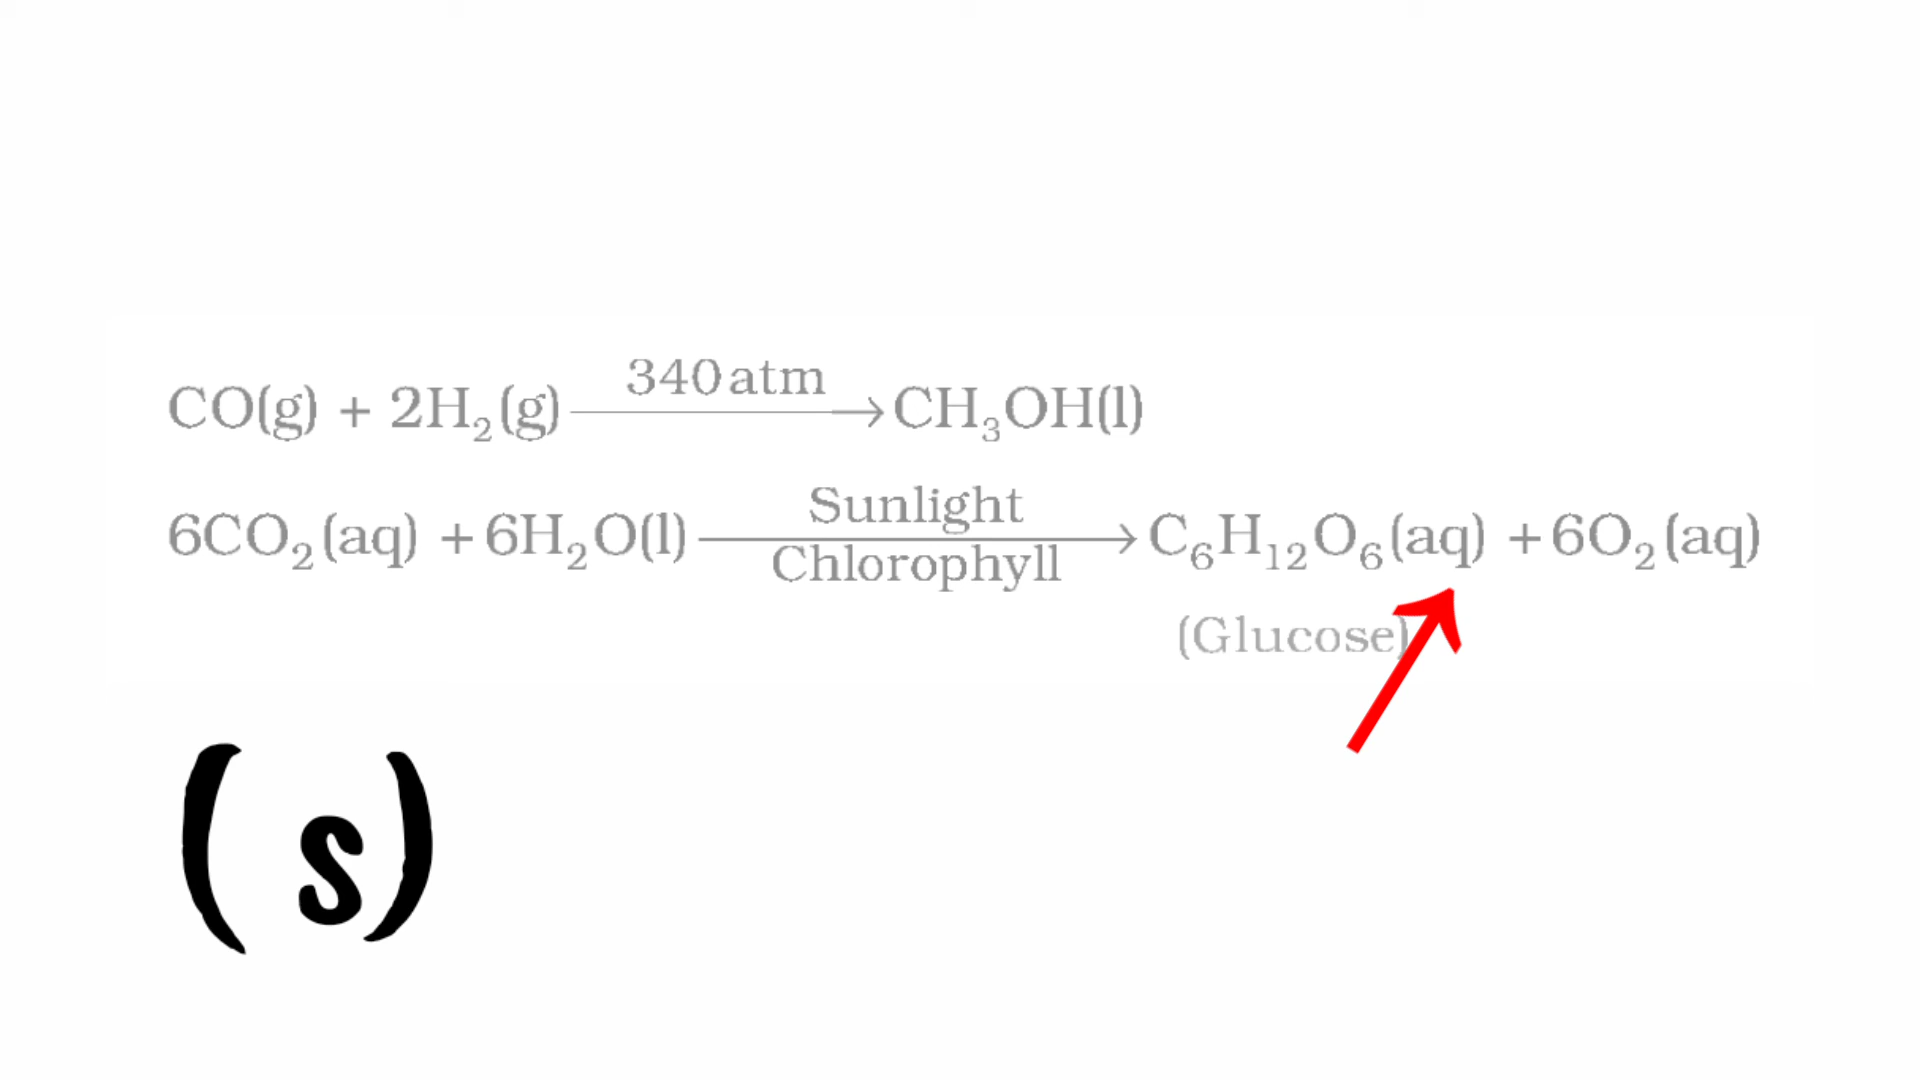 340 atm
CO(g) + 2H₂(g) → CH₃OH(l)
Sunlight
6CO₂(aq) + 6H₂O(l) → C₆H₁₂O₆(aq) + 6O₂(aq)
Chlorophyll
(Glucose)
(s)